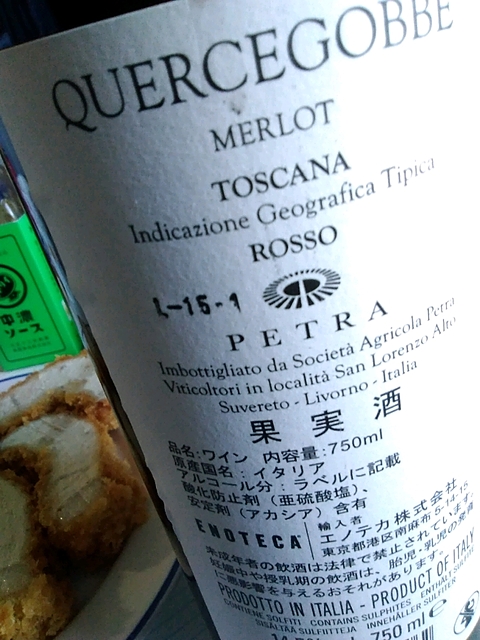 QUERCEGOBBE
MERLOT
TOSCANA
Indicazione Geografica Tipica
ROSSO
L-15-1
PETRA
Imbottigliato da Società Agricola Petra
Viticoltori in località San Lorenzo Alto
Suvereto - Livorno - Italia
果実酒
品名:ワイン 内容量:750ml
原産国名:イタリア
アルコール分:ラベルに記載
酸化防止剤(亜硫酸塩)、
安定剤(アカシア)含有
ENOTECA
輸入者
エノテカ株式会社
東京都港区南麻布5-14-15
未成年者の飲酒は法律で禁止されています。
妊娠中や授乳期の飲酒は、胎児・乳児の発育
に悪影響を与えるおそれがあります。
PRODOTTO IN ITALIA - PRODUCT OF ITALY
CONTIENE SOLFITI CONTAINS SULPHITES ENTHÄLT SULFITE
SISÄLTÄÄ SULFIITTEJA INNEHÅLLER SULFITER
750 ml e
中濃
ソース